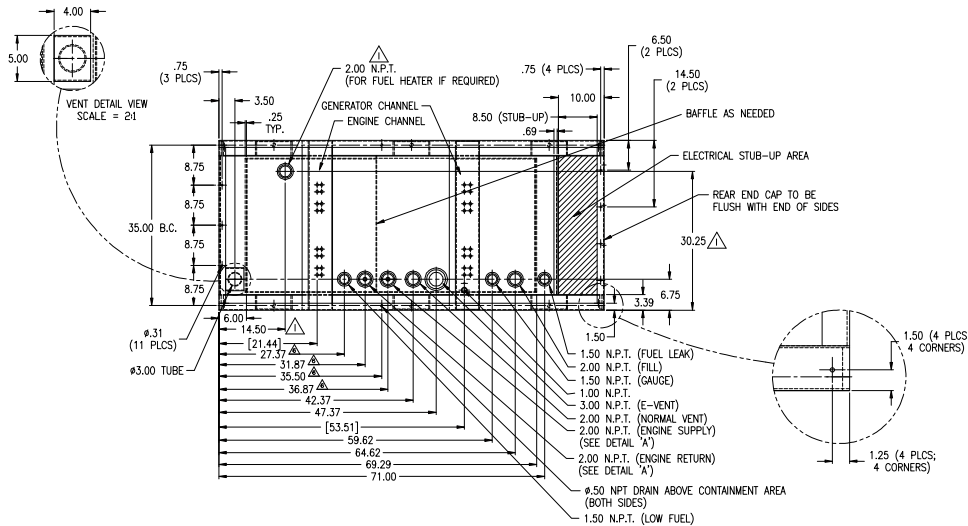 4.00
5.00
VENT DETAIL VIEW
SCALE = 2:1
.75
(3 PLCS)
3.50
.25
TYP.
1
2.00 N.P.T.
(FOR FUEL HEATER IF REQUIRED)
GENERATOR CHANNEL
ENGINE CHANNEL
6.50
(2 PLCS)
.75 (4 PLCS)
14.50
(2 PLCS)
10.00
8.50 (STUB-UP)
.69
BAFFLE AS NEEDED
ELECTRICAL STUB-UP AREA
REAR END CAP TO BE
FLUSH WITH END OF SIDES
35.00 B.C.
8.75
8.75
8.75
8.75
30.25 1
6.75
3.39
1.50
ø.31
(11 PLCS)
ø3.00 TUBE
6.00
14.50 1
[21.44]
27.37
31.87
35.50
36.87
42.37
47.37
[53.51]
59.62
64.62
69.29
71.00
1.50 N.P.T. (FUEL LEAK)
2.00 N.P.T. (FILL)
1.50 N.P.T. (GAUGE)
1.00 N.P.T.
3.00 N.P.T. (E-VENT)
2.00 N.P.T. (NORMAL VENT)
2.00 N.P.T. (ENGINE SUPPLY)
(SEE DETAIL 'A')
2.00 N.P.T. (ENGINE RETURN)
(SEE DETAIL 'A')
ø.50 NPT DRAIN ABOVE CONTAINMENT AREA
(BOTH SIDES)
1.50 N.P.T. (LOW FUEL)
1.50 (4 PLCS
4 CORNERS)
1.25 (4 PLCS;
4 CORNERS)